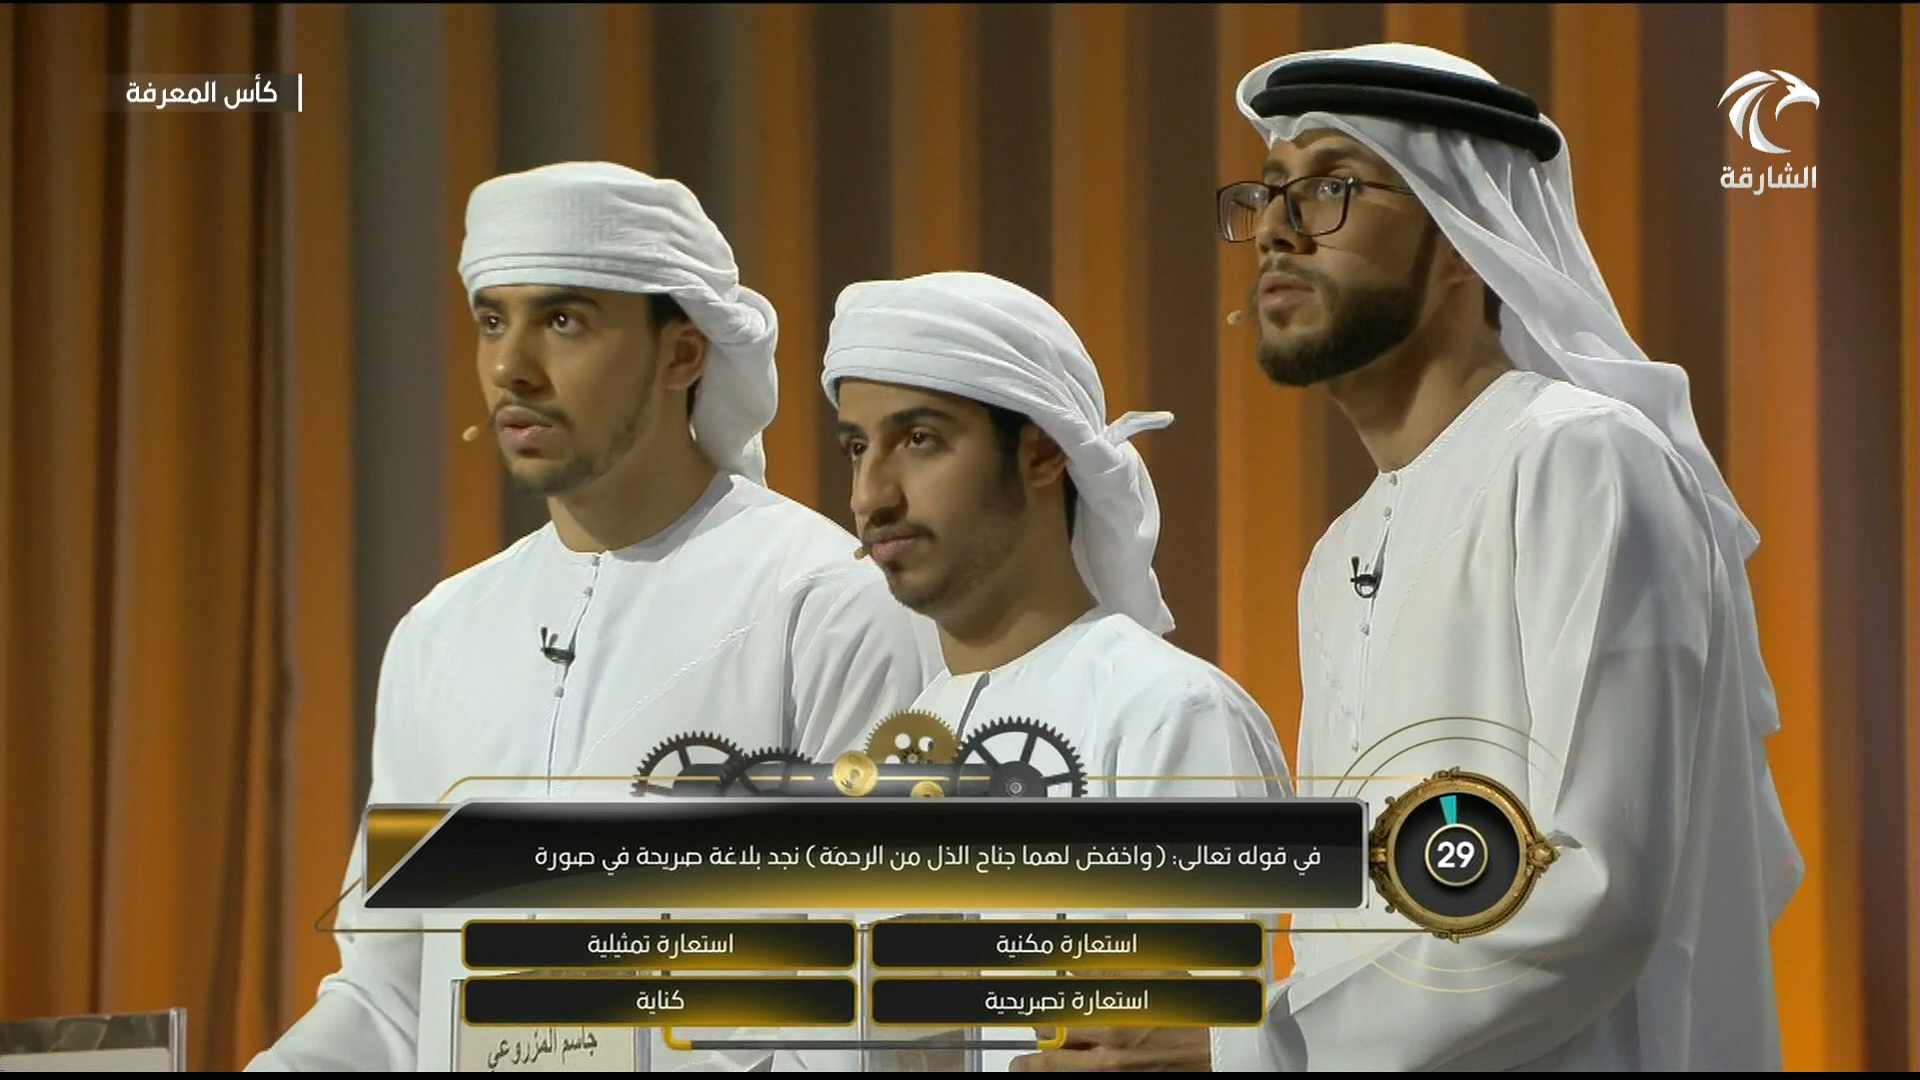 كأس المعرفة
الشارقة
في قوله تعالى: (واخفض لهما جناح الذل من الرحمَة) نجد بلاغة صريحة في صورة
29
استعارة مكنية
استعارة تمثيلية
استعارة تصريحية
كناية
جاسم المزروعي